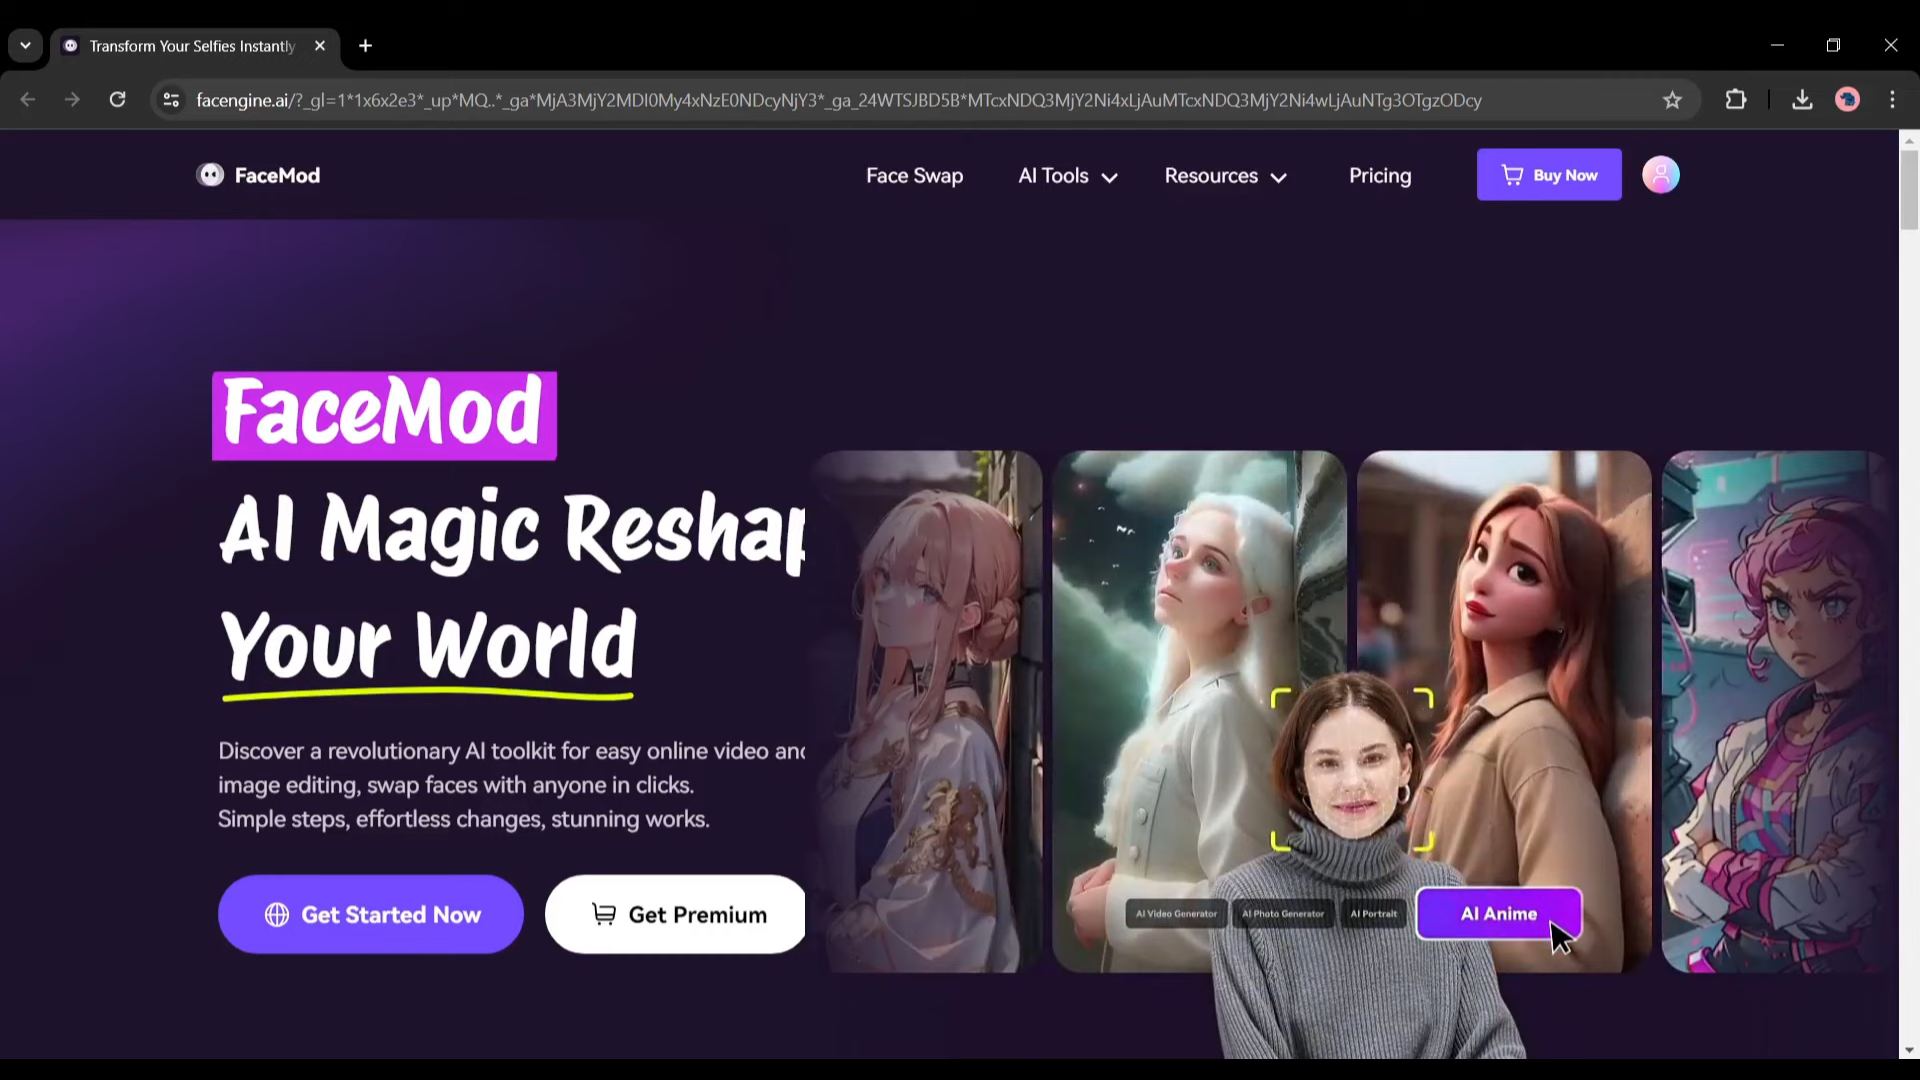 Transform Your Selfies Instantly
facengine.ai/?_gl=1*1x6x2e3*_up*MQ..*_ga*MjA3MjY2MDI0My4xNzE0NDcyNjY3*_ga_24WTSJBD5B*MTcxNDQ3MjY2Ni4xLjAuMTcxNDQ3MjY2Ni4wLjAuNTg3OTgzODcy
FaceMod
Face Swap
AI Tools
Resources
Pricing
Buy Now
FaceMod
AI Magic Reshap
Your World
Discover a revolutionary AI toolkit for easy online video and
image editing, swap faces with anyone in clicks.
Simple steps, effortless changes, stunning works.
Get Started Now
Get Premium
AI Video Generator
AI Photo Generator
AI Portrait
AI Anime